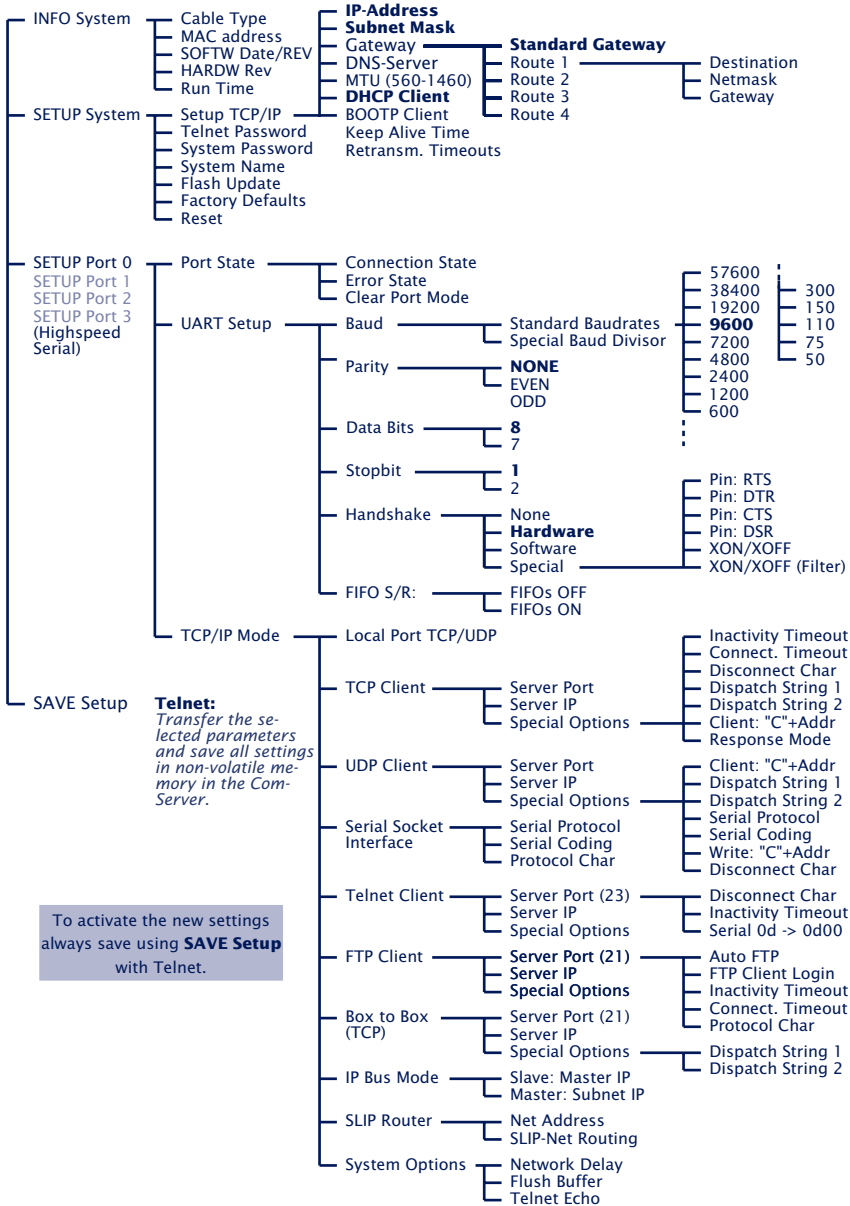 INFO System
Cable Type
MAC address
SOFTW Date/REV
HARDW Rev
Run Time
SETUP System
Setup TCP/IP
IP-Address
Subnet Mask
Gateway
Standard Gateway
Route 1
Destination
Netmask
Gateway
Route 2
Route 3
Route 4
DNS-Server
MTU (560-1460)
DHCP Client
BOOTP Client
Keep Alive Time
Retransm. Timeouts
Telnet Password
System Password
System Name
Flash Update
Factory Defaults
Reset
SETUP Port 0
SETUP Port 1
SETUP Port 2
SETUP Port 3
(Highspeed
Serial)
Port State
Connection State
Error State
Clear Port Mode
UART Setup
Baud
Standard Baudrates
57600
38400
19200
9600
7200
4800
2400
1200
600
300
150
110
75
50
Special Baud Divisor
Parity
NONE
EVEN
ODD
Data Bits
8
7
Stopbit
1
2
Handshake
None
Hardware
Software
Special
Pin: RTS
Pin: DTR
Pin: CTS
Pin: DSR
XON/XOFF
XON/XOFF (Filter)
FIFO S/R:
FIFOs OFF
FIFOs ON
TCP/IP Mode
Local Port TCP/UDP
TCP Client
Server Port
Server IP
Special Options
Inactivity Timeout
Connect. Timeout
Disconnect Char
Dispatch String 1
Dispatch String 2
Client: "C"+Addr
Response Mode
UDP Client
Server Port
Server IP
Special Options
Client: "C"+Addr
Dispatch String 1
Dispatch String 2
Serial Protocol
Serial Coding
Write: "C"+Addr
Disconnect Char
Serial Socket
Interface
Serial Protocol
Serial Coding
Protocol Char
Telnet Client
Server Port (23)
Server IP
Special Options
Disconnect Char
Inactivity Timeout
Serial 0d -> 0d00
FTP Client
Server Port (21)
Server IP
Special Options
Auto FTP
FTP Client Login
Inactivity Timeout
Connect. Timeout
Protocol Char
Box to Box
(TCP)
Server Port (21)
Server IP
Special Options
Dispatch String 1
Dispatch String 2
IP Bus Mode
Slave: Master IP
Master: Subnet IP
SLIP Router
Net Address
SLIP-Net Routing
System Options
Network Delay
Flush Buffer
Telnet Echo
SAVE Setup
Telnet:
Transfer the se-
lected parameters
and save all settings
in non-volatile me-
mory in the Com-
Server.
To activate the new settings
always save using SAVE Setup
with Telnet.